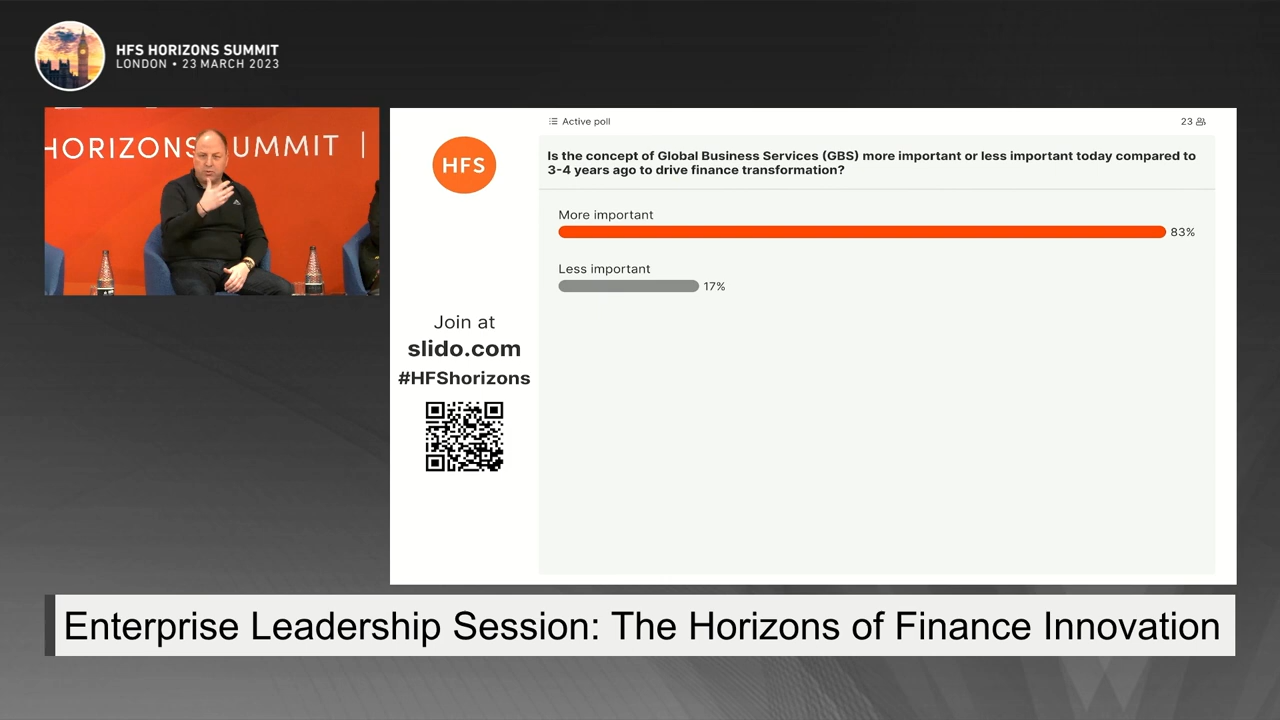 HFS HORIZONS SUMMIT
LONDON • 23 MARCH 2023
HORIZONS SUMMIT |
Active poll
23
HFS
Is the concept of Global Business Services (GBS) more important or less important today compared to
3-4 years ago to drive finance transformation?
More important
83%
Less important
17%
Join at
slido.com
#HFShorizons
Enterprise Leadership Session: The Horizons of Finance Innovation